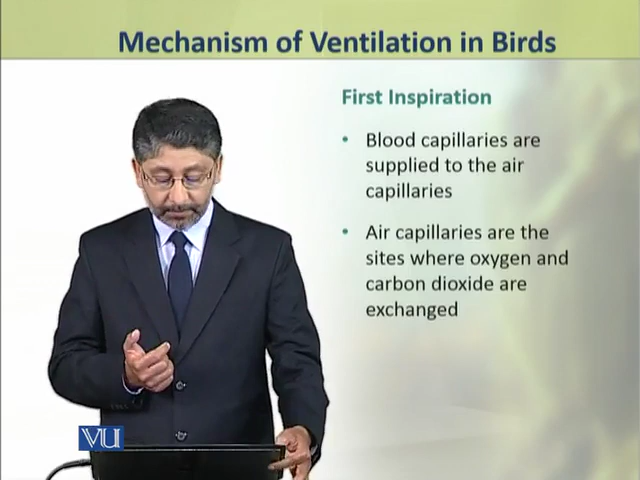 Mechanism of Ventilation in Birds
First Inspiration
• Blood capillaries are
supplied to the air
capillaries
• Air capillaries are the
sites where oxygen and
carbon dioxide are
exchanged
VU